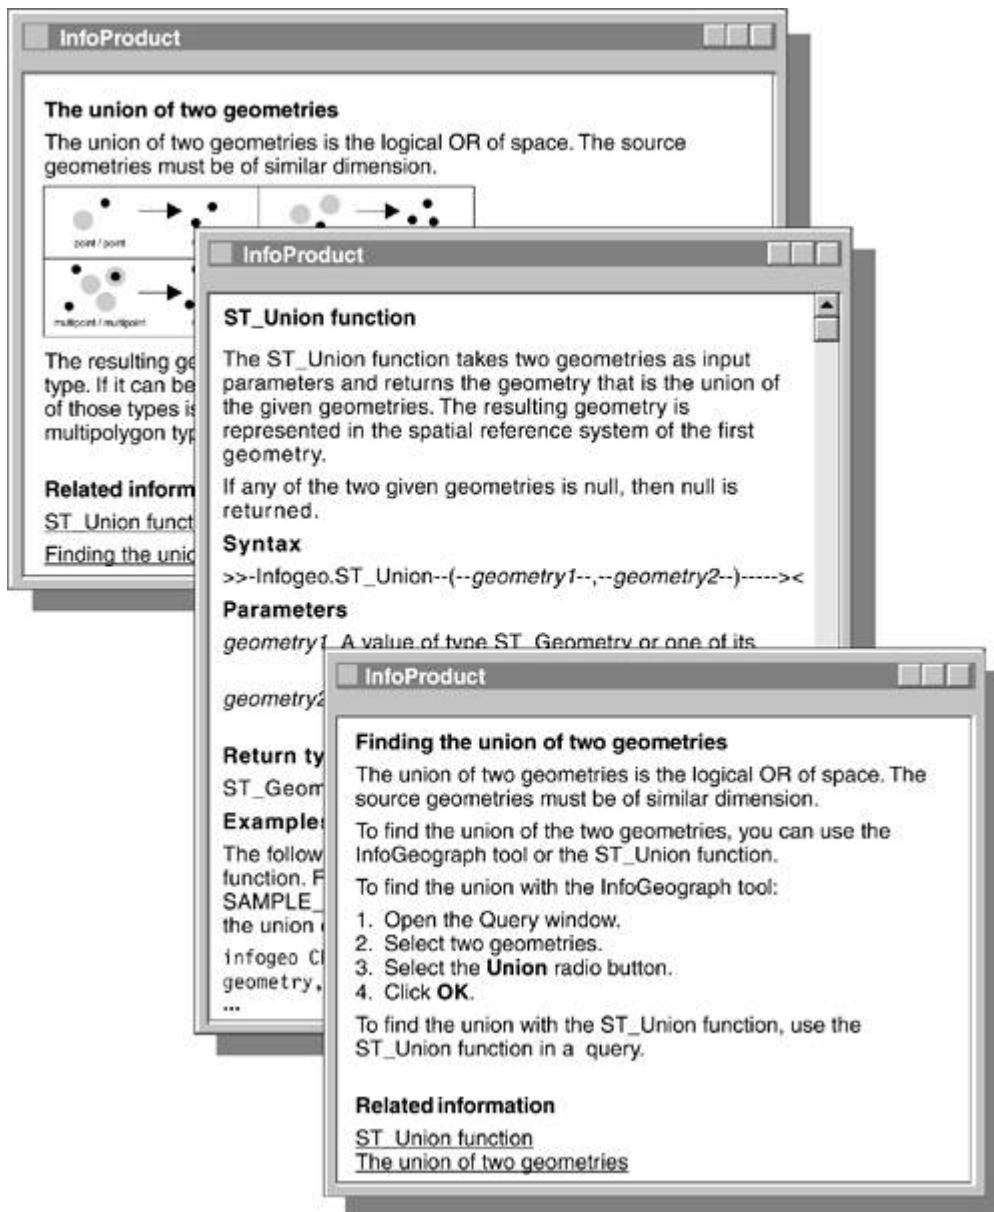 InfoProduct
The union of two geometries
The union of two geometries is the logical OR of space. The source
geometries must be of similar dimension.
point / point
multipoint / multipoint
The resulting ge
type. If it can be
of those types is
multipolygon typ
Related inform
ST_Union funct
Finding the unio
InfoProduct
ST_Union function
The ST_Union function takes two geometries as input
parameters and returns the geometry that is the union of
the given geometries. The resulting geometry is
represented in the spatial reference system of the first
geometry.
If any of the two given geometries is null, then null is
returned.
Syntax
>>-Infogeo.ST_Union--(--geometry1--,--geometry2--)-----><
Parameters
geometry1 A value of type ST_Geometry or one of its
geometry2
Return ty
ST_Geom
Examples
The follow
function. F
SAMPLE_
the union
infogeo
geometry,
...
InfoProduct
Finding the union of two geometries
The union of two geometries is the logical OR of space. The
source geometries must be of similar dimension.
To find the union of the two geometries, you can use the
InfoGeograph tool or the ST_Union function.
To find the union with the InfoGeograph tool:
1. Open the Query window.
2. Select two geometries.
3. Select the Union radio button.
4. Click OK.
To find the union with the ST_Union function, use the
ST_Union function in a query.
Related information
ST_Union function
The union of two geometries